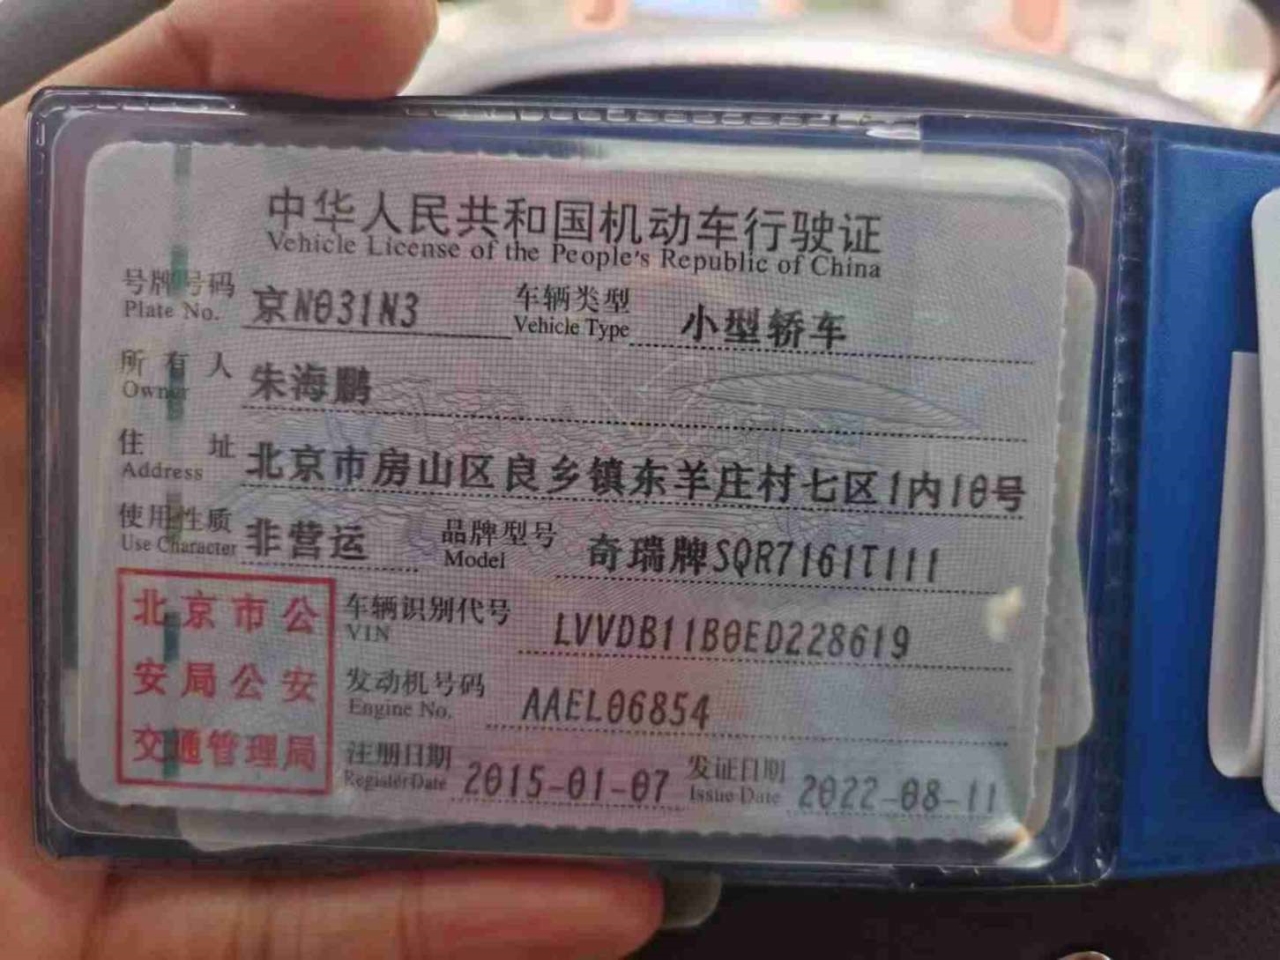 中华人民共和国机动车行驶证
Vehicle License of the People's Republic of China
号牌号码 京N031N3 车辆类型 小型轿车
Plate No. Vehicle Type
所有人 朱海鹏
Owner
住址 北京市房山区良乡镇东羊庄村七区1内10号
Address
使用性质 非营运 品牌型号 奇瑞牌SQR7161T111
Use Character Model
北京市公安局公安交通管理局
车辆识别代号 LVVDB11B0ED228619
VIN
发动机号码 AAEL06854
Engine No.
注册日期 2015-01-07 发证日期 2022-08-11
Register Date Issue Date